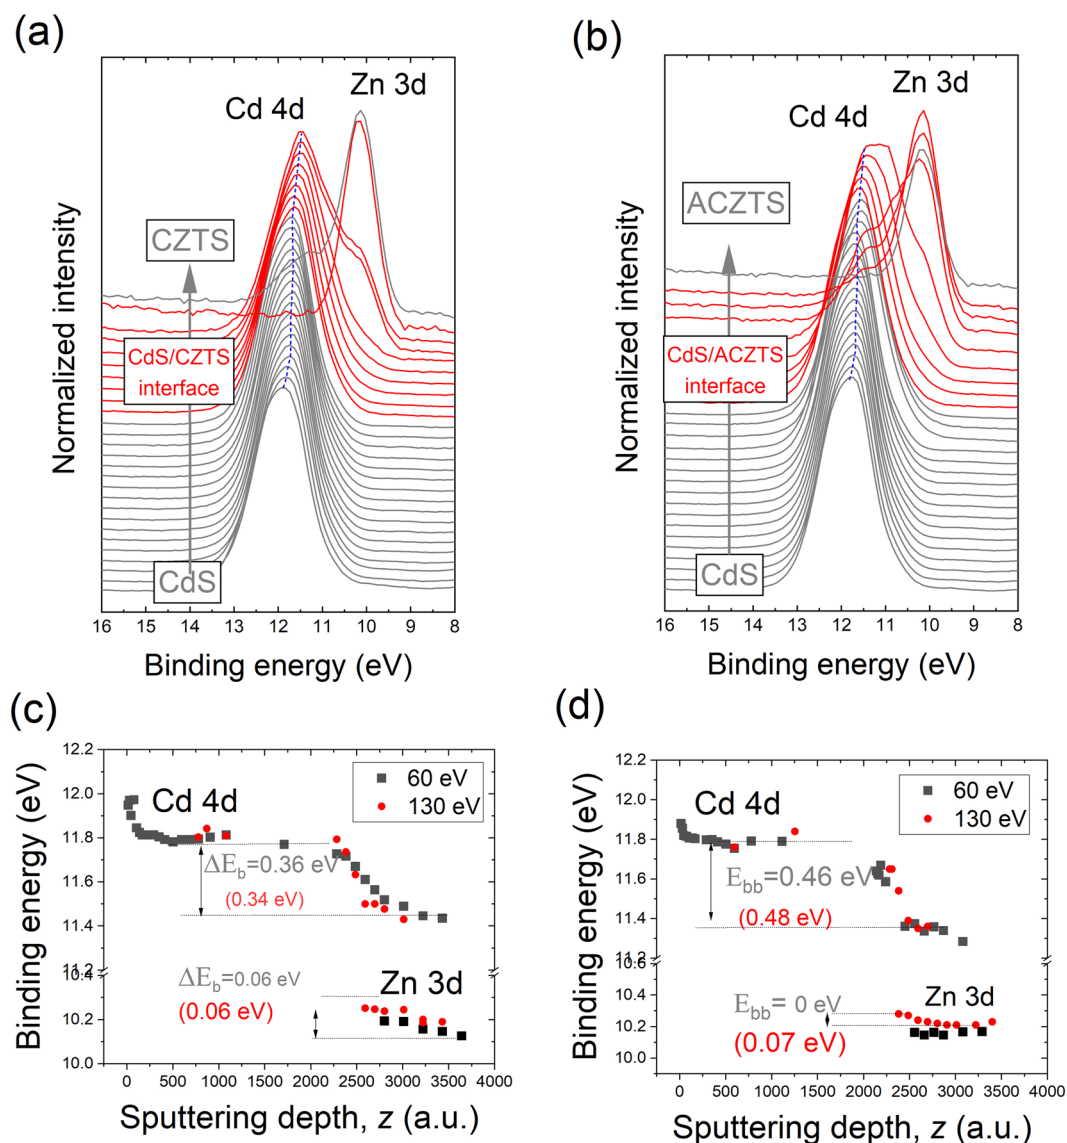 (a)
Zn 3d
Cd 4d
CZTS
CdS/CZTS
interface
CdS
Normalized intensity
16 15 14 13 12 11 10 9 8
Binding energy (eV)
(b)
Zn 3d
Cd 4d
ACZTS
CdS/ACZTS
interface
CdS
Normalized intensity
16 15 14 13 12 11 10 9 8
Binding energy (eV)
(c)
12.2
12.0
11.8
11.6
11.4
11.2
10.4
10.2
10.0
Binding energy (eV)
Cd 4d
60 eV
130 eV
ΔEb=0.36 eV
(0.34 eV)
ΔEb=0.06 eV
(0.06 eV)
Zn 3d
0 500 1000 1500 2000 2500 3000 3500 4000
Sputtering depth, z (a.u.)
(d)
12.2
12.0
11.8
11.6
11.4
11.2
10.6
10.4
10.2
10.0
Binding energy (eV)
Cd 4d
60 eV
130 eV
Ebb=0.46 eV
(0.48 eV)
Ebb= 0 eV
(0.07 eV)
Zn 3d
0 500 1000 1500 2000 2500 3000 3500 4000
Sputtering depth, z (a.u.)